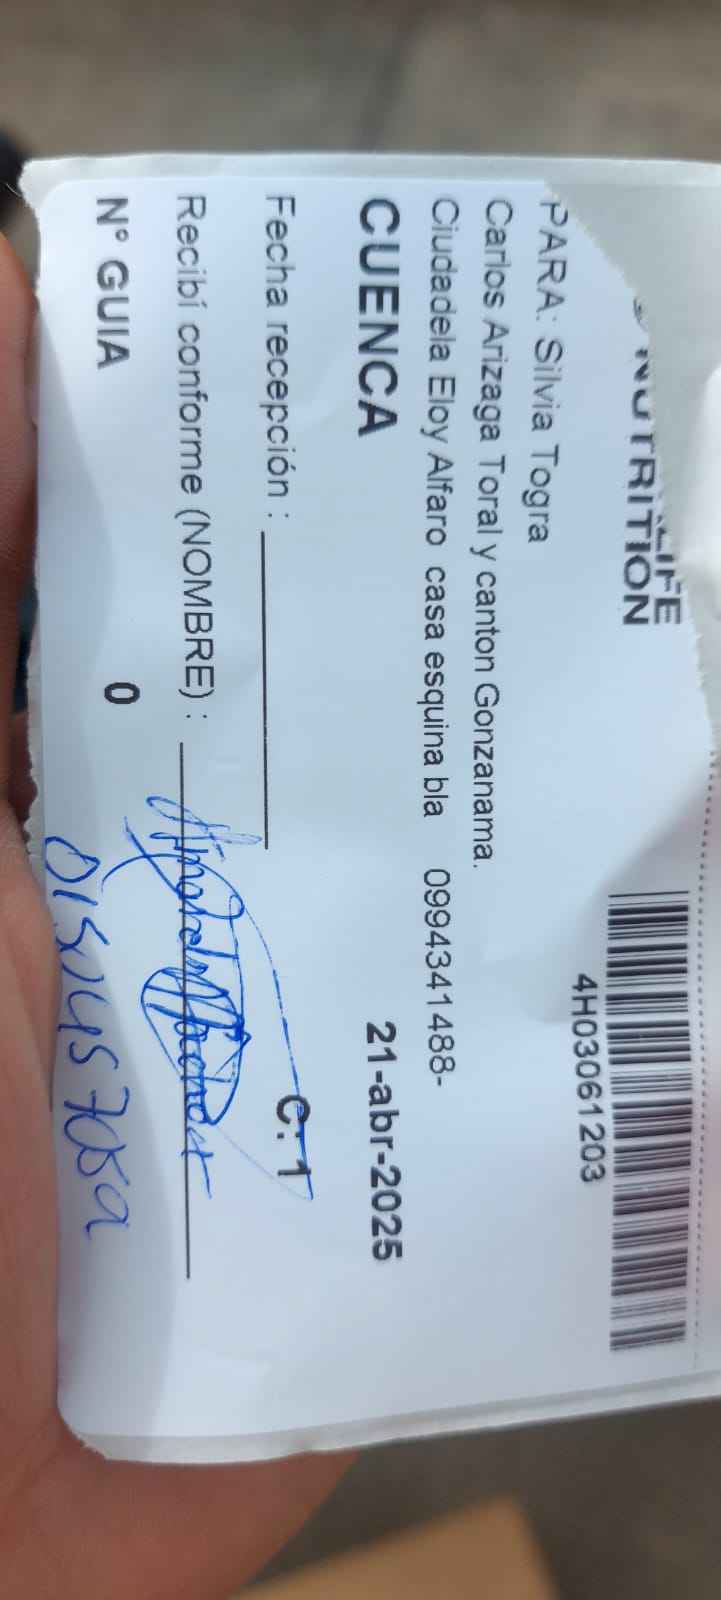 NUTRITION
4H03061203
PARA: Silvia Togra
Carlos Arizaga Toral y canton Gonzanama.
Ciudadela Eloy Alfaro casa esquina bla 0994341488-
CUENCA 21-abr-2025
Fecha recepción :
C: 1
Recibí conforme (NOMBRE) :
N° GUIA 0